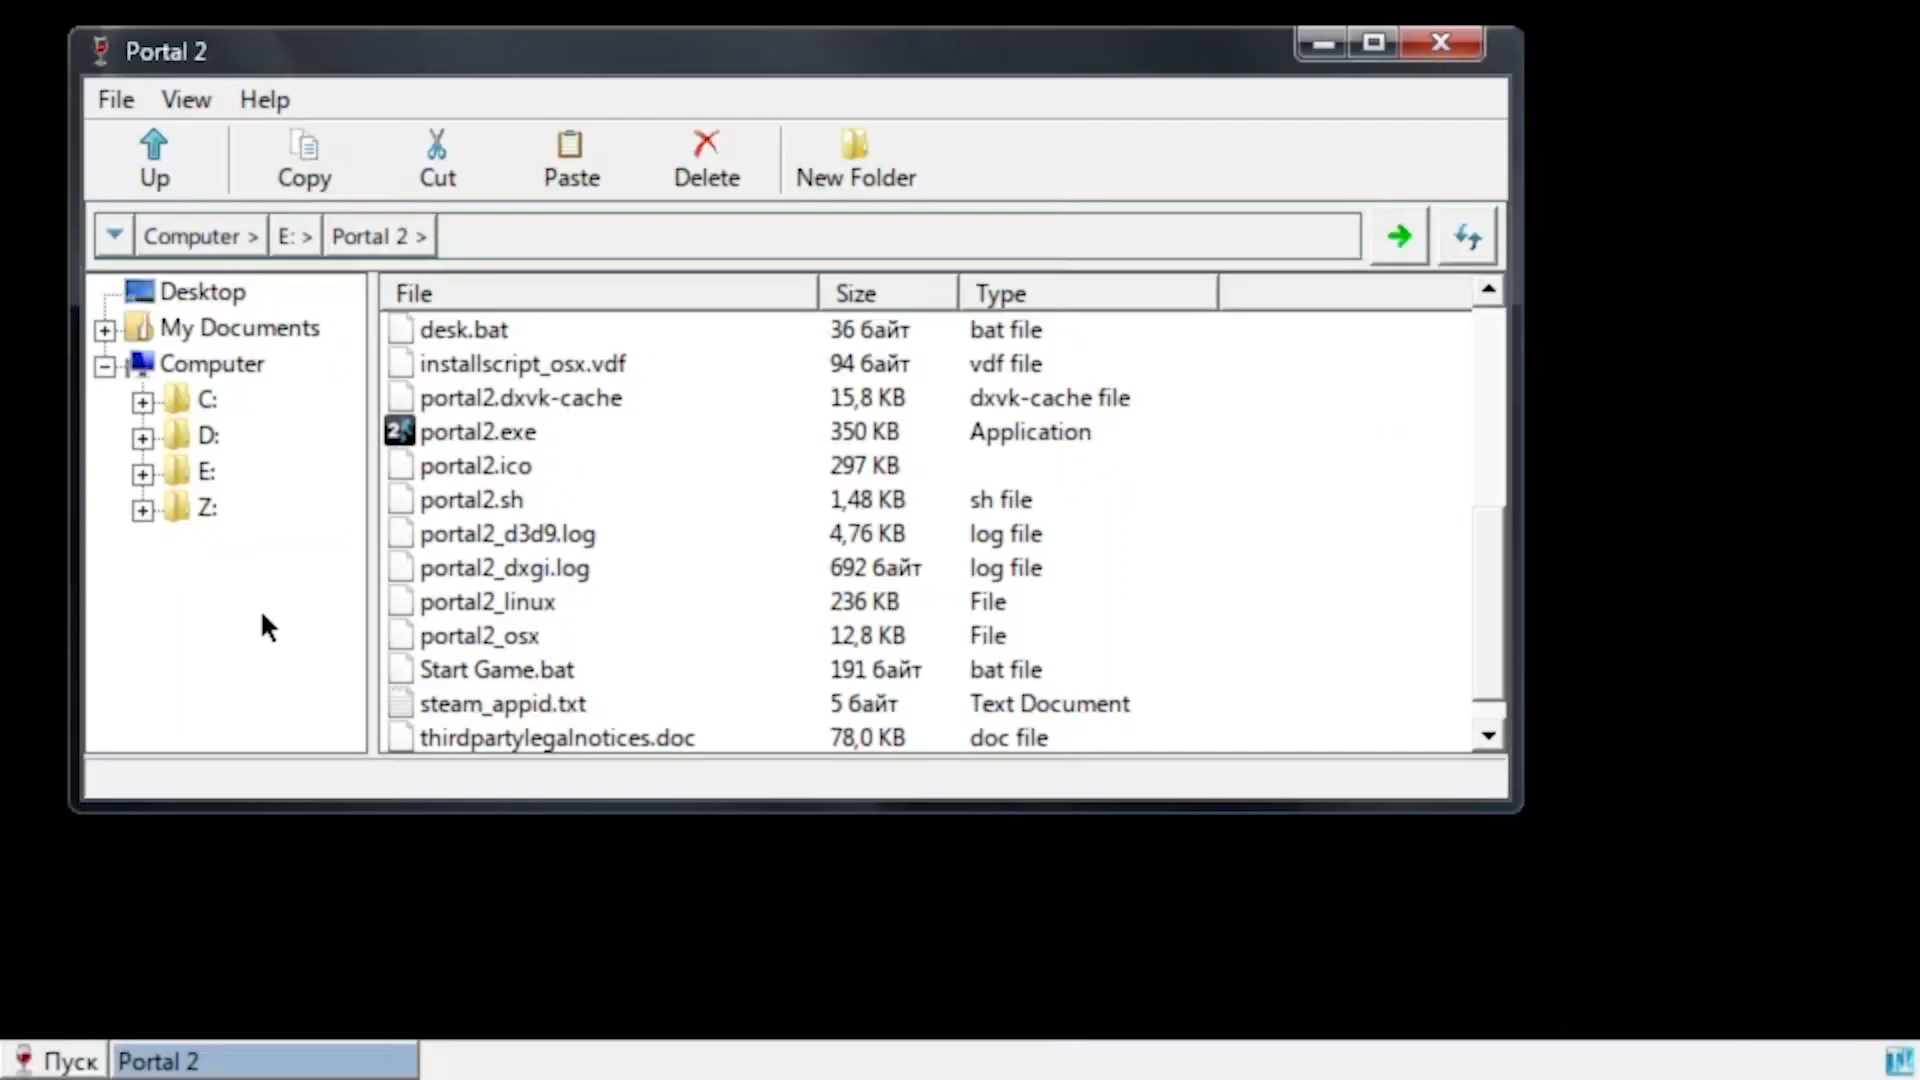 Portal 2
File View Help
Up Copy Cut Paste Delete New Folder
Computer > E: > Portal 2 >
Desktop
My Documents
Computer
C:
D:
E:
Z:
File Size Type
desk.bat 36 байт bat file
installscript_osx.vdf 94 байт vdf file
portal2.dxvk-cache 15,8 KB dxvk-cache file
portal2.exe 350 KB Application
portal2.ico 297 KB
portal2.sh 1,48 KB sh file
portal2_d3d9.log 4,76 KB log file
portal2_dxgi.log 692 байт log file
portal2_linux 236 KB File
portal2_osx 12,8 KB File
Start Game.bat 191 байт bat file
steam_appid.txt 5 байт Text Document
thirdpartylegalnotices.doc 78,0 KB doc file
Пуск Portal 2